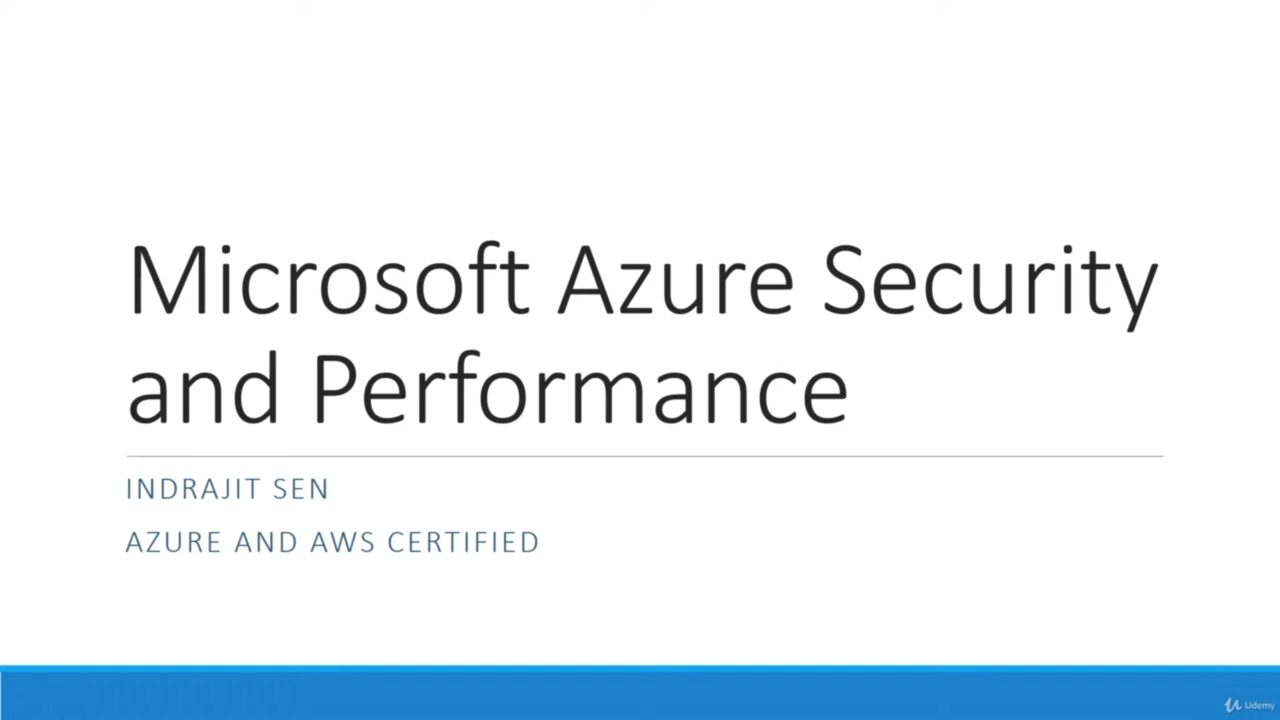 Microsoft Azure Security
and Performance
INDRAJIT SEN
AZURE AND AWS CERTIFIED
Udemy